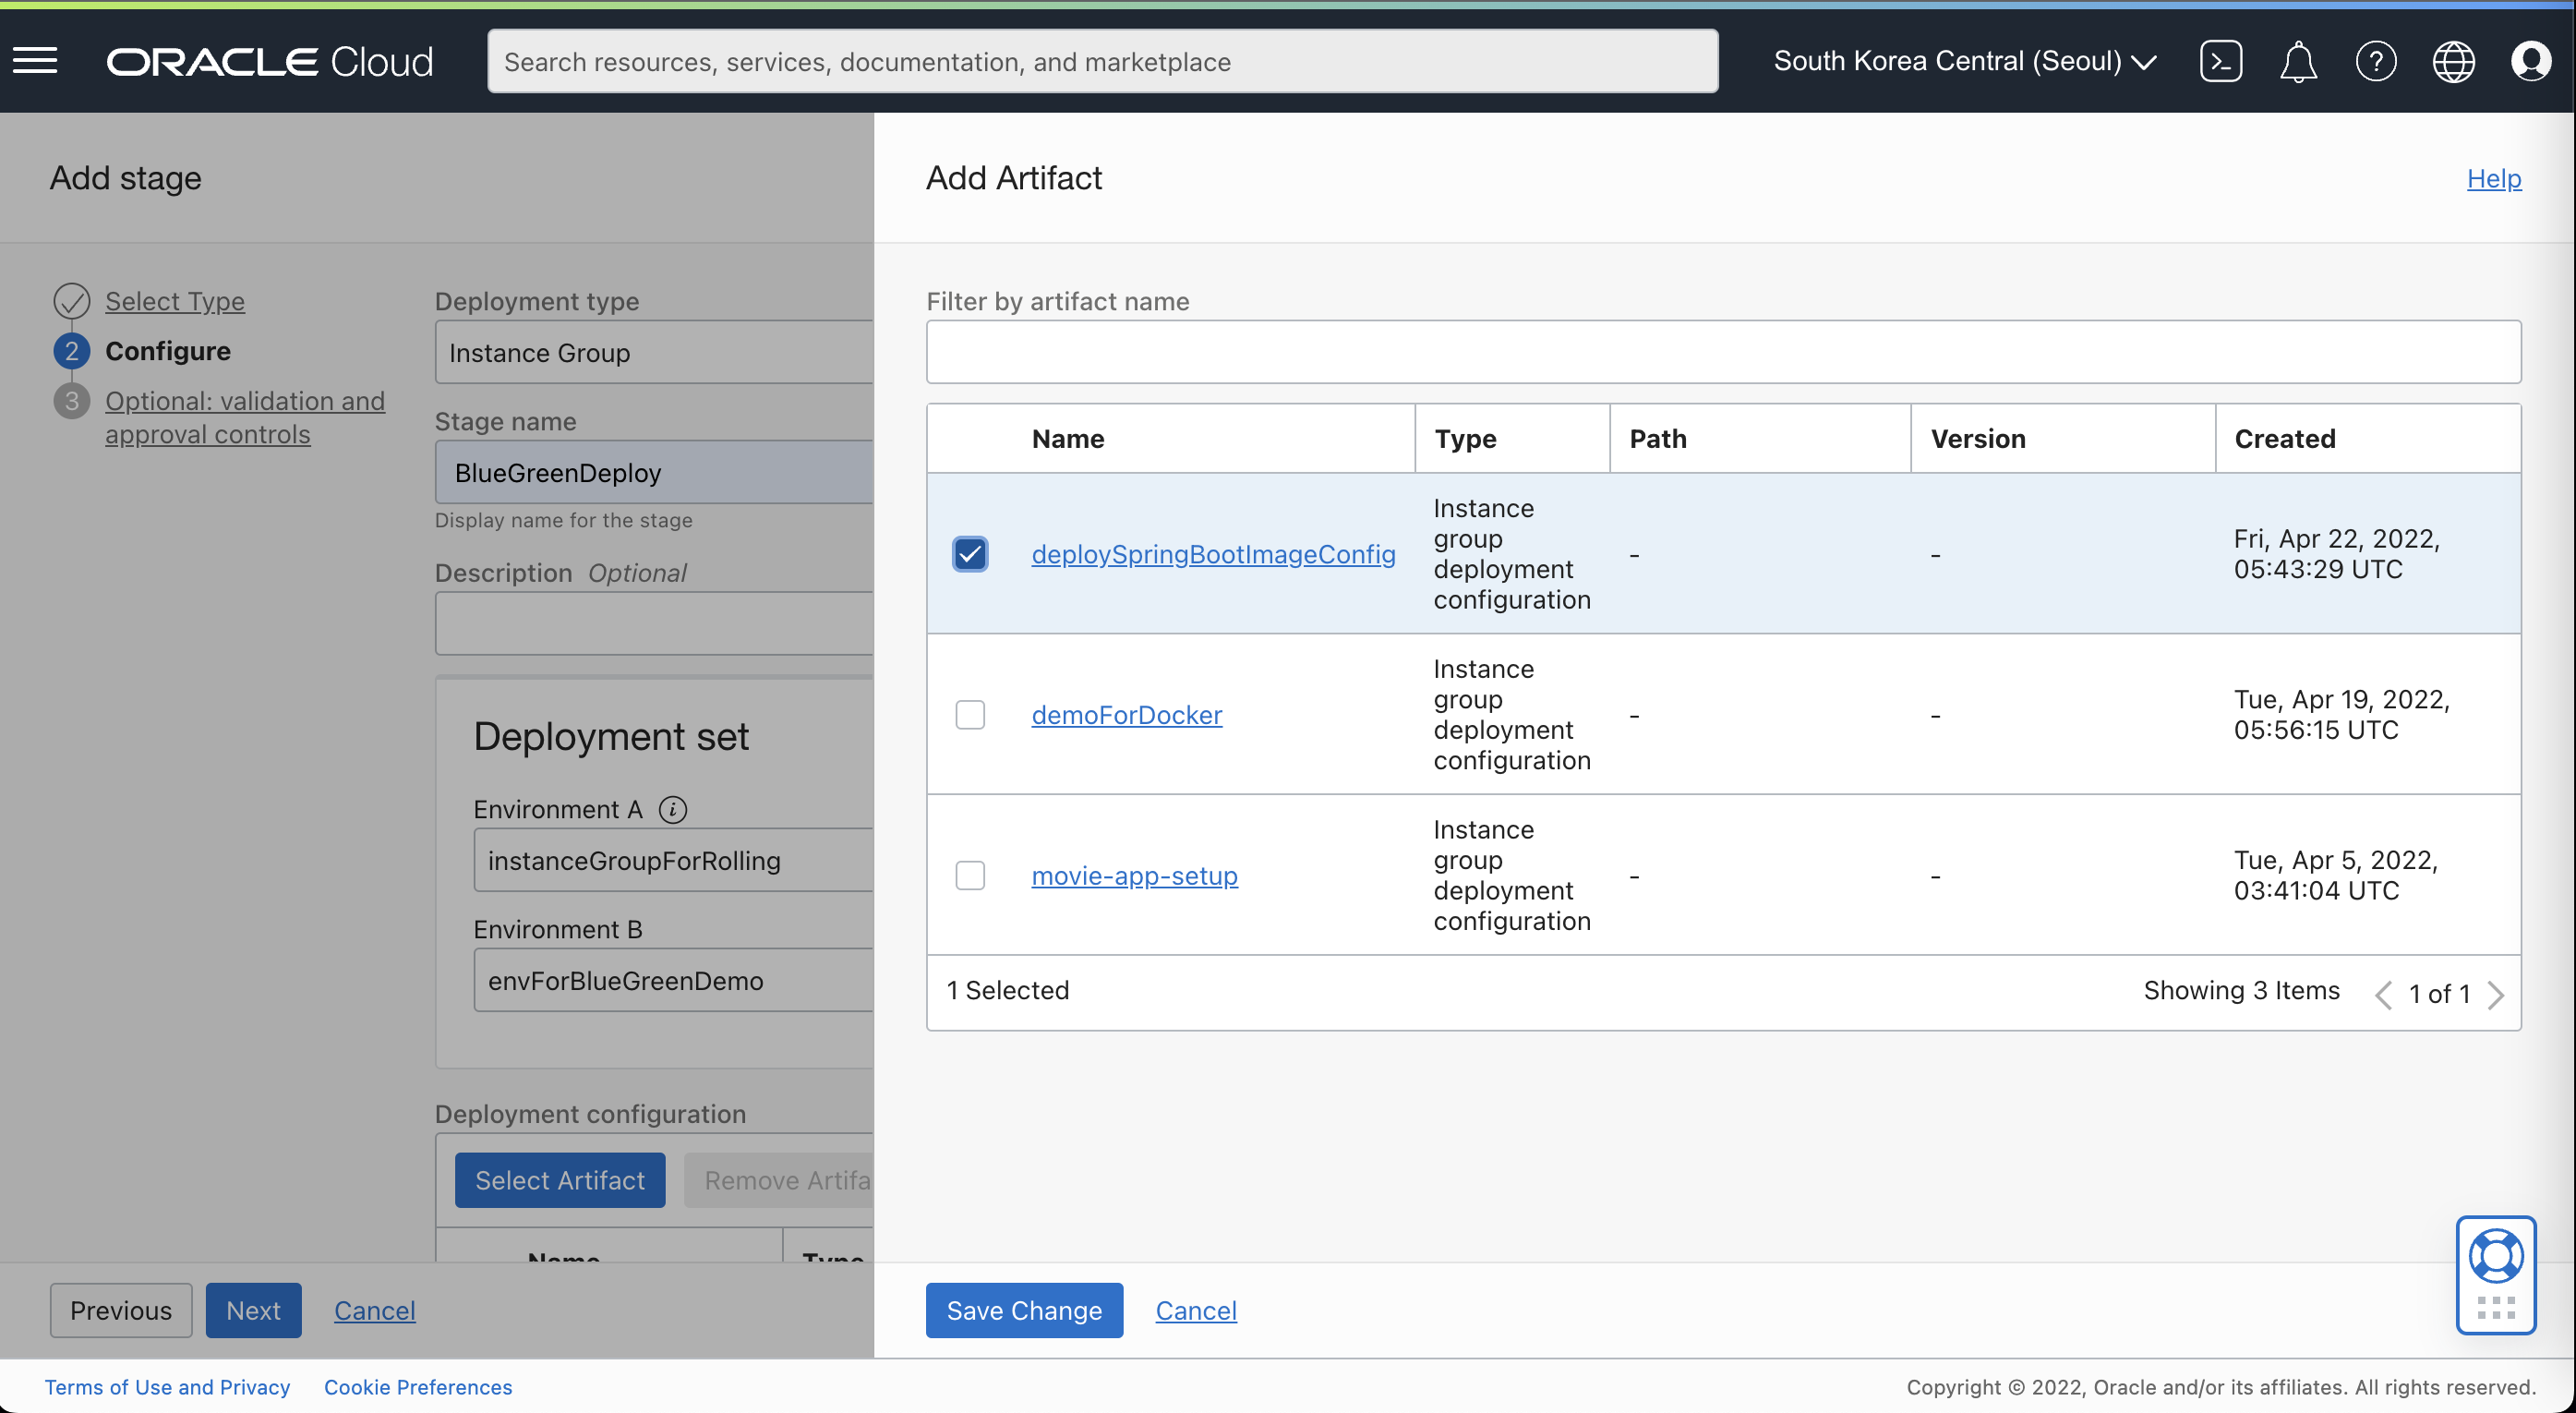 ORACLE Cloud
Search resources, services, documentation, and marketplace
South Korea Central (Seoul)
Add stage
Select Type
2 Configure
3 Optional: validation and
approval controls
Deployment type
Instance Group
Stage name
BlueGreenDeploy
Display name for the stage
Description Optional
Deployment set
Environment A
instanceGroupForRolling
Environment B
envForBlueGreenDemo
Deployment configuration
Select Artifact
Remove Artifa
Name Type
Previous Next Cancel
Add Artifact
Help
Filter by artifact name
Name Type Path Version Created
deploySpringBootImageConfig
Instance
group
deployment
configuration
-
-
Fri, Apr 22, 2022,
05:43:29 UTC
demoForDocker
Instance
group
deployment
configuration
-
-
Tue, Apr 19, 2022,
05:56:15 UTC
movie-app-setup
Instance
group
deployment
configuration
-
-
Tue, Apr 5, 2022,
03:41:04 UTC
1 Selected
Showing 3 Items
1 of 1
Save Change Cancel
Terms of Use and Privacy Cookie Preferences
Copyright © 2022, Oracle and/or its affiliates. All rights reserved.